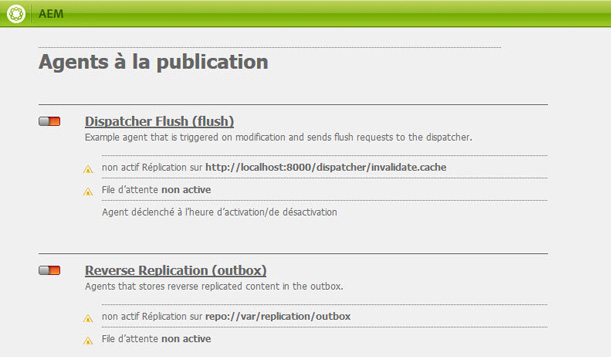 AEM
Agents à la publication
Dispatcher Flush (flush)
Example agent that is triggered on modification and sends flush requests to the dispatcher.
non actif Réplication sur http://localhost:8000/dispatcher/invalidate.cache
File d'attente non active
Agent déclenché à l'heure d'activation/de désactivation
Reverse Replication (outbox)
Agents that stores reverse replicated content in the outbox.
non actif Réplication sur repo://var/replication/outbox
File d'attente non active